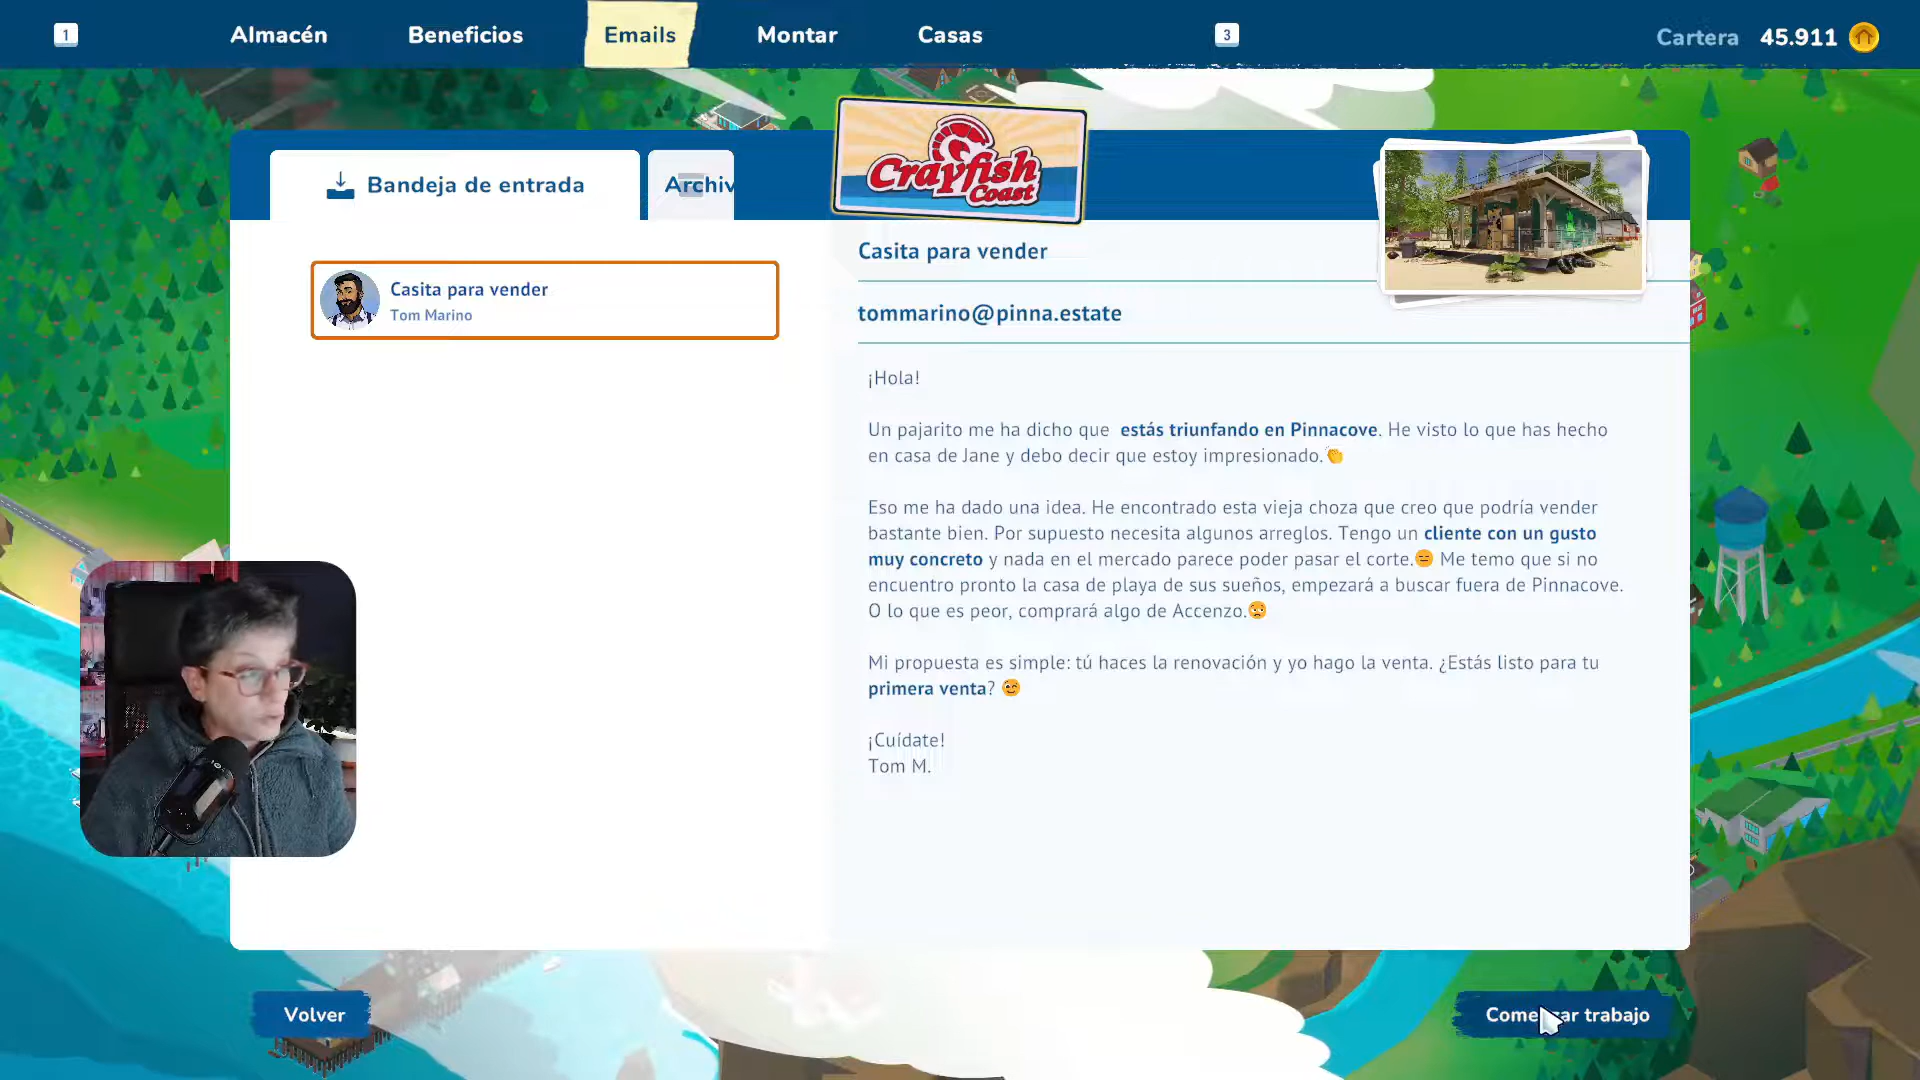 1
Almacén
Beneficios
Emails
Montar
Casas
3
Cartera 45.911
Bandeja de entrada
Archiv
Crayfish
Coast
Casita para vender
Tom Marino
Casita para vender
tommarino@pinna.estate
¡Hola!
Un pajarito me ha dicho que estás triunfando en Pinnacove. He visto lo que has hecho
en casa de Jane y debo decir que estoy impresionado.👏
Eso me ha dado una idea. He encontrado esta vieja choza que creo que podría vender
bastante bien. Por supuesto necesita algunos arreglos. Tengo un cliente con un gusto
muy concreto y nada en el mercado parece poder pasar el corte.😑 Me temo que si no
encuentro pronto la casa de playa de sus sueños, empezará a buscar fuera de Pinnacove.
O lo que es peor, comprará algo de Accenzo.😟
Mi propuesta es simple: tú haces la renovación y yo hago la venta. ¿Estás listo para tu
primera venta? 😊
¡Cuídate!
Tom M.
Volver
Comenzar trabajo